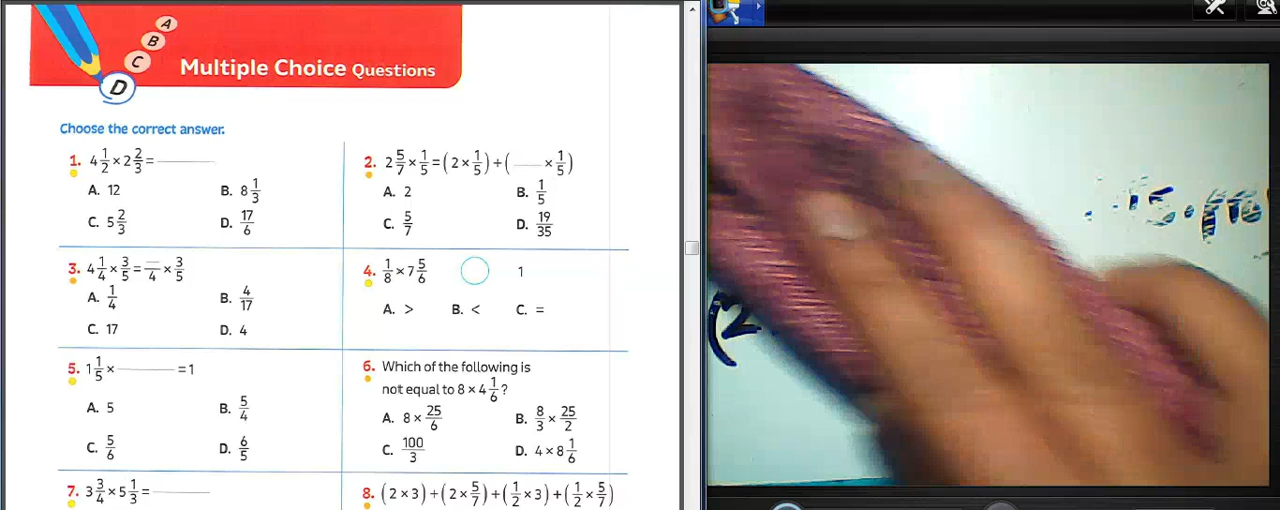 A
B
C
D
Multiple Choice Questions
Choose the correct answer.
1. 4 1/2 × 2 2/3 = ____
A. 12
B. 8 1/3
C. 5 2/3
D. 17/6
2. 2 5/7 × 1/5 = (2 × 1/5) + (____ × 1/5)
A. 2
B. 1/5
C. 5/7
D. 19/35
3. 4 1/4 × 3/5 = __/4 × 3/5
A. 1/4
B. 4/17
C. 17
D. 4
4. 1/8 × 7 5/6 ◯ 1
A. >
B. <
C. =
5. 1 1/5 × ____ = 1
A. 5
B. 5/4
C. 5/6
D. 6/5
6. Which of the following is
not equal to 8 × 4 1/6?
A. 8 × 25/6
B. 8/3 × 25/2
C. 100/3
D. 4 × 8 1/6
7. 3 3/4 × 5 1/3 = ____
8. (2 × 3) + (2 × 5/7) + (1/2 × 3) + (1/2 × 5/7)